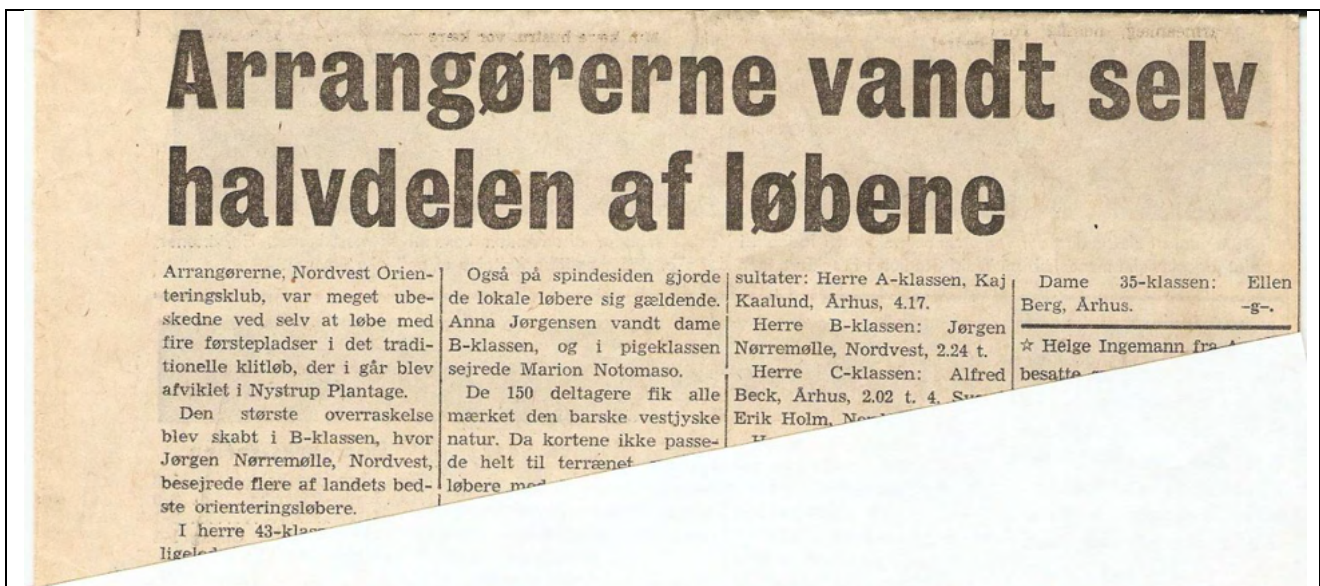 Arrangørerne vandt selv
halvdelen af løbene
Arrangørerne, Nordvest Orien-
teringsklub, var meget ube-
skedne ved selv at løbe med
fire førstepladser i det tradi-
tionelle klitløb, der i går blev
afviklet i Nystrup Plantage.
Den største overraskelse
blev skabt i B-klassen, hvor
Jørgen Nørremølle, Nordvest,
besejrede flere af landets bed-
ste orienteringsløbere.
I herre 43-klas
Også på spindesiden gjorde
de lokale løbere sig gældende.
Anna Jørgensen vandt dame
B-klassen, og i pigeklassen
sejrede Marion Notomaso.
De 150 deltagere fik alle
mærket den barske vestjyske
natur. Da kortene ikke passe-
de helt til terrænet
løbere med
sultater: Herre A-klassen, Kaj
Kaalund, Århus, 4.17.
Herre B-klassen: Jørgen
Nørremølle, Nordvest, 2.24 t.
Herre C-klassen: Alfred
Beck, Århus, 2.02 t. 4.
Erik Holm,
Dame 35-klassen: Ellen
Berg, Århus. -g-.
☆ Helge Ingemann fra
besatte